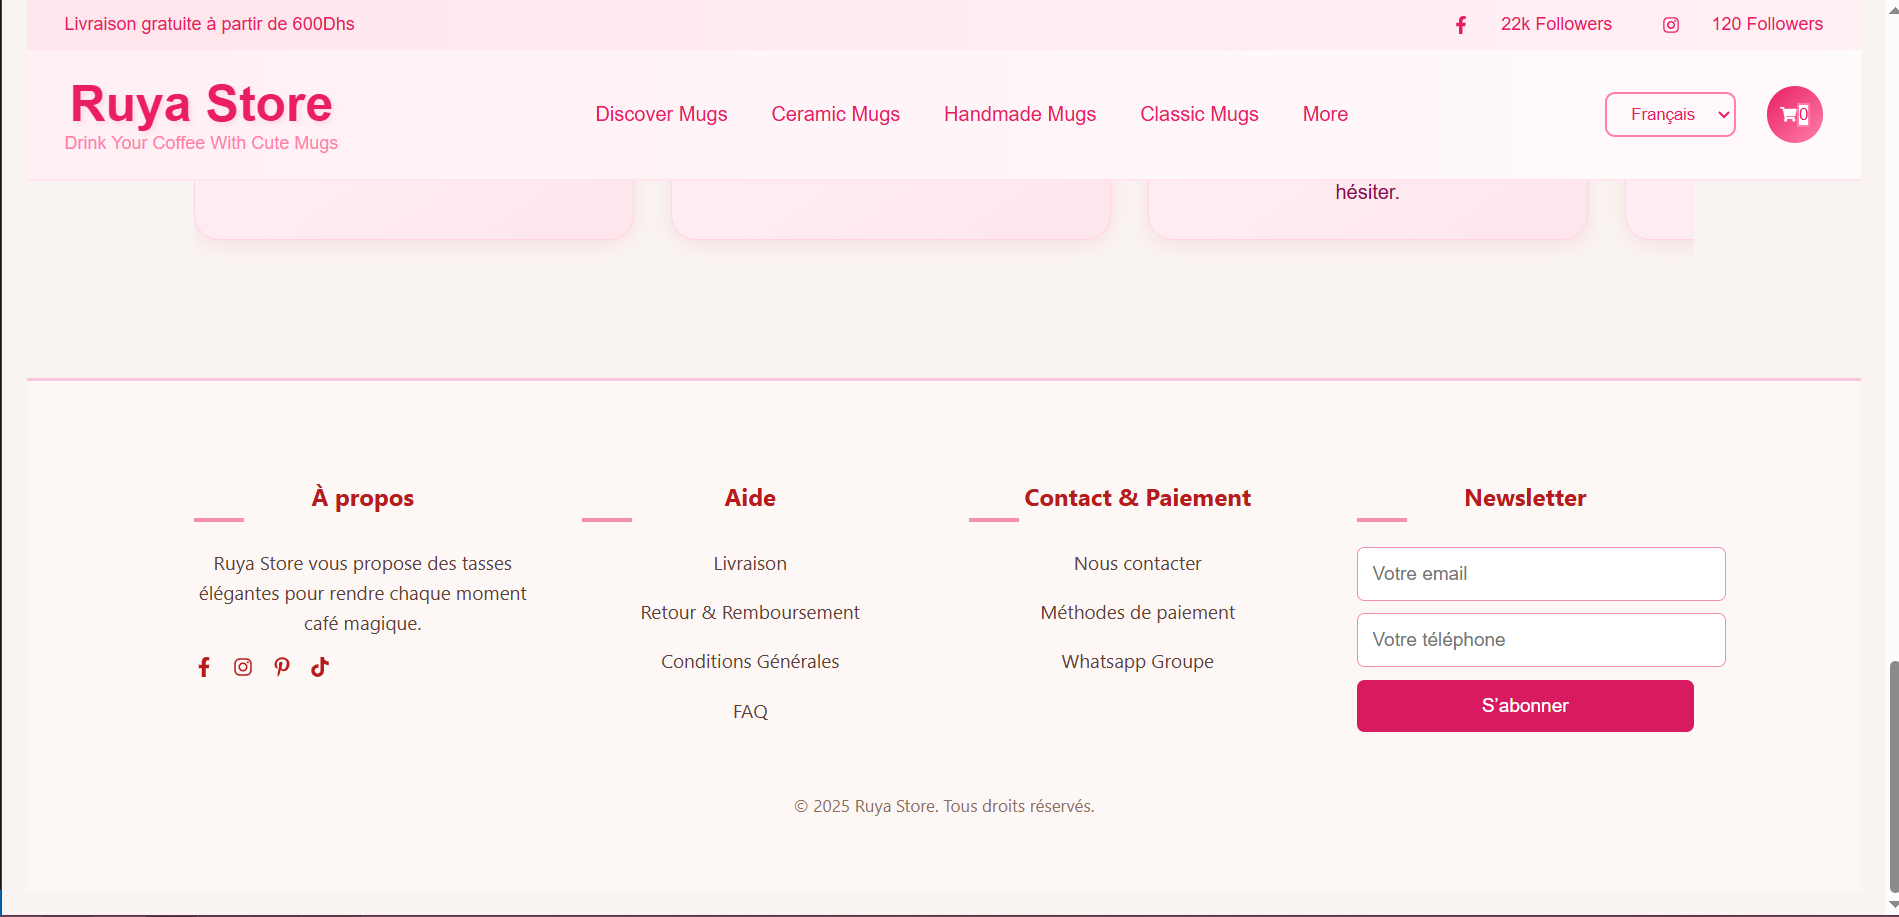 Livraison gratuite à partir de 600Dhs
22k Followers
120 Followers
Ruya Store
Drink Your Coffee With Cute Mugs
Discover Mugs
Ceramic Mugs
Handmade Mugs
Classic Mugs
More
Français
0
hésiter.
À propos
Ruya Store vous propose des tasses
élégantes pour rendre chaque moment
café magique.
Aide
Livraison
Retour & Remboursement
Conditions Générales
FAQ
Contact & Paiement
Nous contacter
Méthodes de paiement
Whatsapp Groupe
Newsletter
Votre email
Votre téléphone
S’abonner
© 2025 Ruya Store. Tous droits réservés.